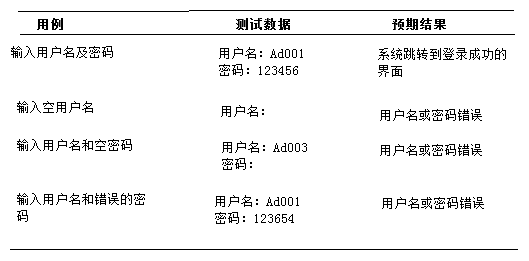 用例 测试数据 预期结果
输入用户名及密码 用户名：Ad001 系统跳转到登录成功的
密码：123456 界面
输入空用户名 用户名： 用户名或密码错误
输入用户名和空密码 用户名：Ad003 用户名或密码错误
密码：
输入用户名和错误的密 用户名：Ad001 用户名或密码错误
码 密码：123654